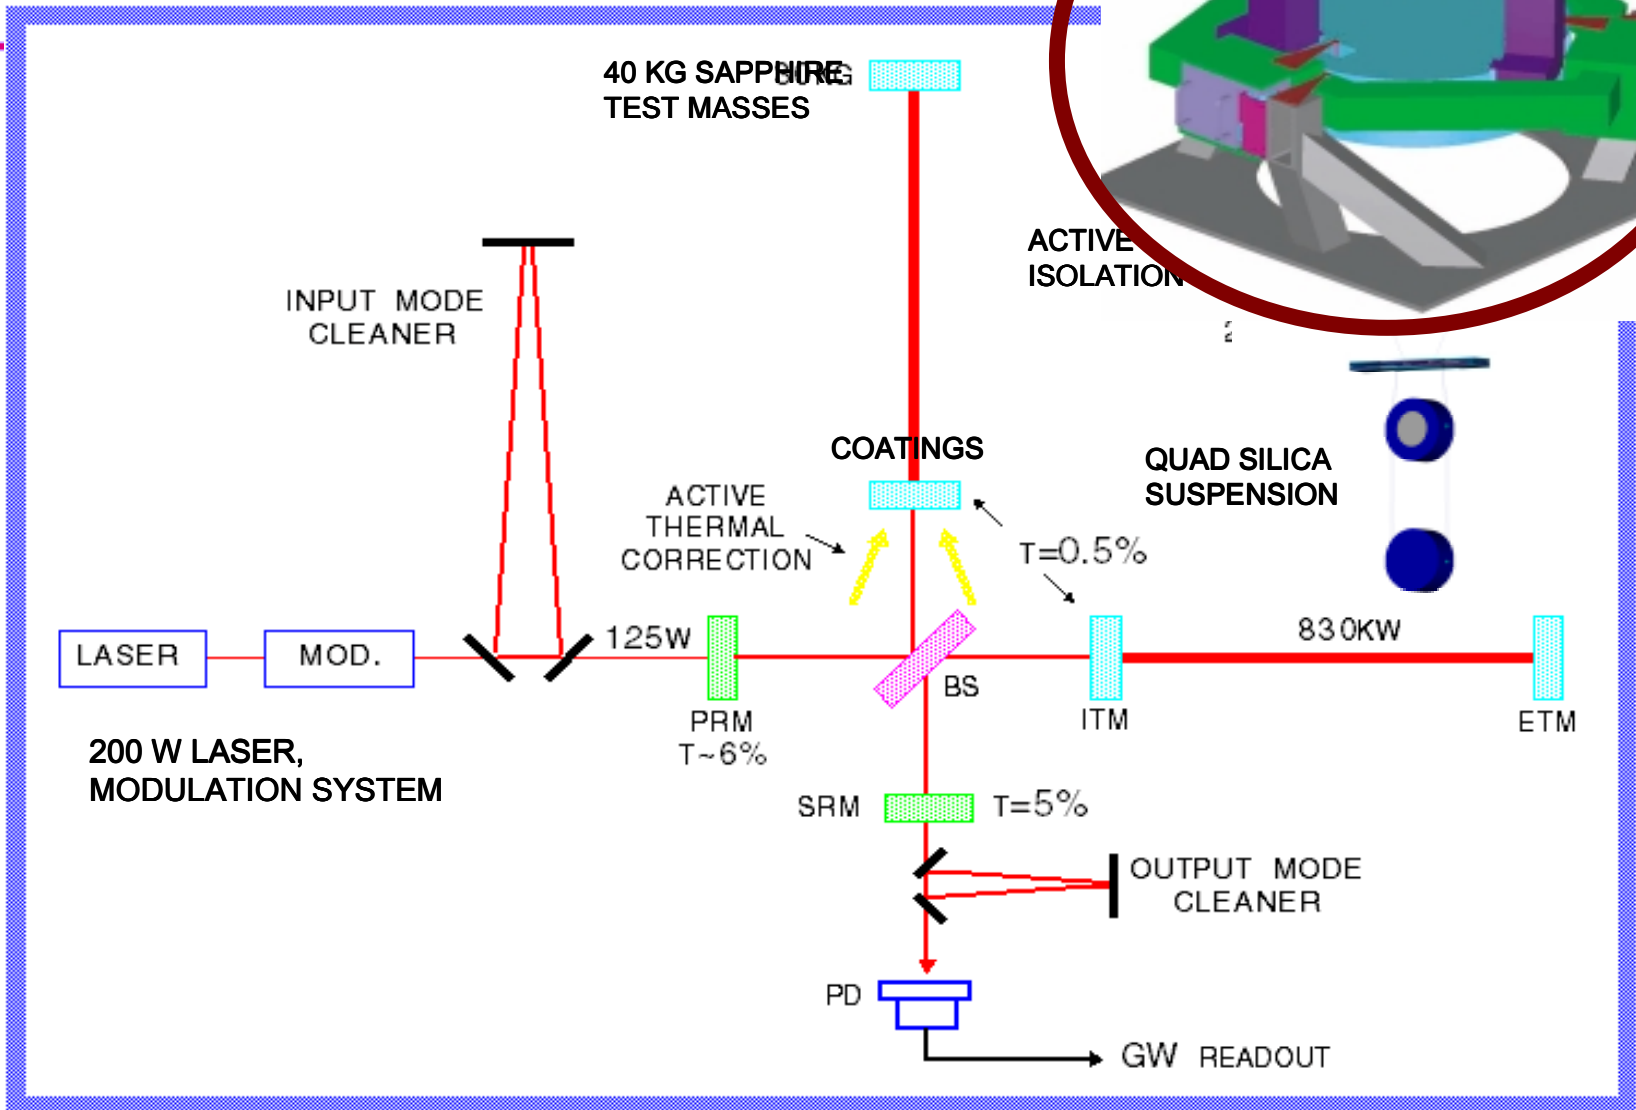 40 KG SAPPHIRE
TEST MASSES
ACTIVE
ISOLATION
INPUT MODE
CLEANER
COATINGS
QUAD SILICA
SUSPENSION
ACTIVE
THERMAL
CORRECTION
T=0.5%
LASER
MOD.
125W
830KW
BS
PRM
T~6%
ITM
ETM
200 W LASER,
MODULATION SYSTEM
SRM
T=5%
OUTPUT MODE
CLEANER
PD
GW READOUT